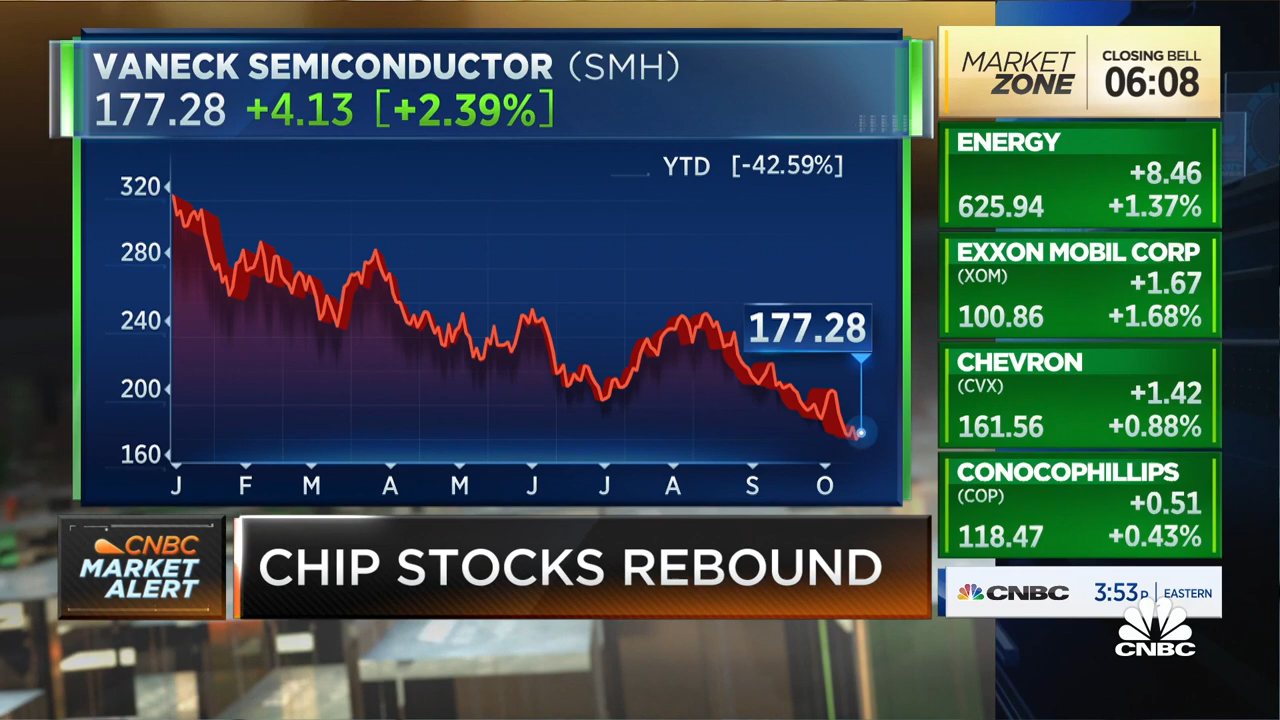 VANECK SEMICONDUCTOR (SMH)
177.28 +4.13 [+2.39%]
YTD [-42.59%]
320
280
240
200
160
177.28
J F M A M J J A S O
CNBC
MARKET
ALERT
CHIP STOCKS REBOUND
MARKET
ZONE
CLOSING BELL
06:08
ENERGY
+8.46
625.94 +1.37%
EXXON MOBIL CORP
(XOM) +1.67
100.86 +1.68%
CHEVRON
(CVX) +1.42
161.56 +0.88%
CONOCOPHILLIPS
(COP) +0.51
118.47 +0.43%
CNBC 3:53P EASTERN
CNBC